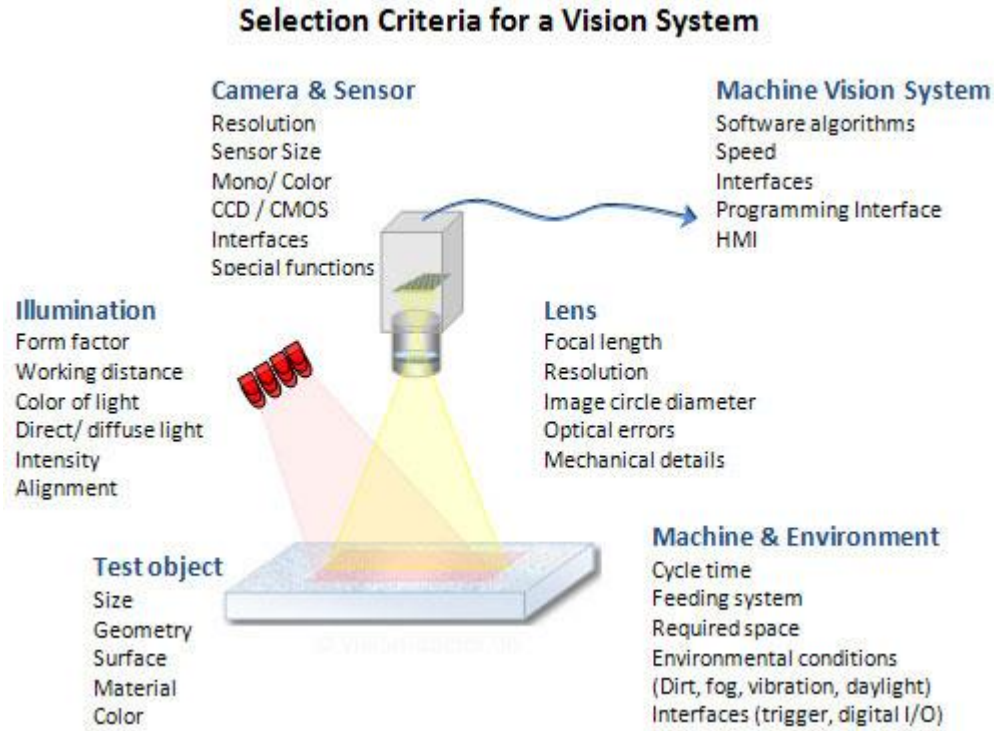 Selection Criteria for a Vision System
Camera & Sensor
Resolution
Sensor Size
Mono/ Color
CCD / CMOS
Interfaces
Special functions
Machine Vision System
Software algorithms
Speed
Interfaces
Programming Interface
HMI
Illumination
Form factor
Working distance
Color of light
Direct/ diffuse light
Intensity
Alignment
Lens
Focal length
Resolution
Image circle diameter
Optical errors
Mechanical details
Test object
Size
Geometry
Surface
Material
Color
Machine & Environment
Cycle time
Feeding system
Required space
Environmental conditions
(Dirt, fog, vibration, daylight)
Interfaces (trigger, digital I/O)